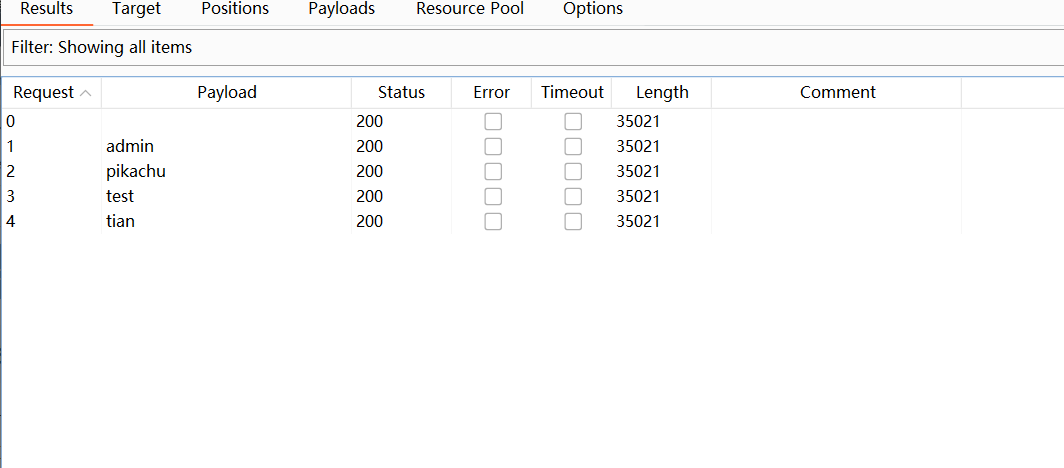 Results Target Positions Payloads Resource Pool Options
Filter: Showing all items
Request Payload Status Error Timeout Length Comment
0 200 35021
1 admin 200 35021
2 pikachu 200 35021
3 test 200 35021
4 tian 200 35021